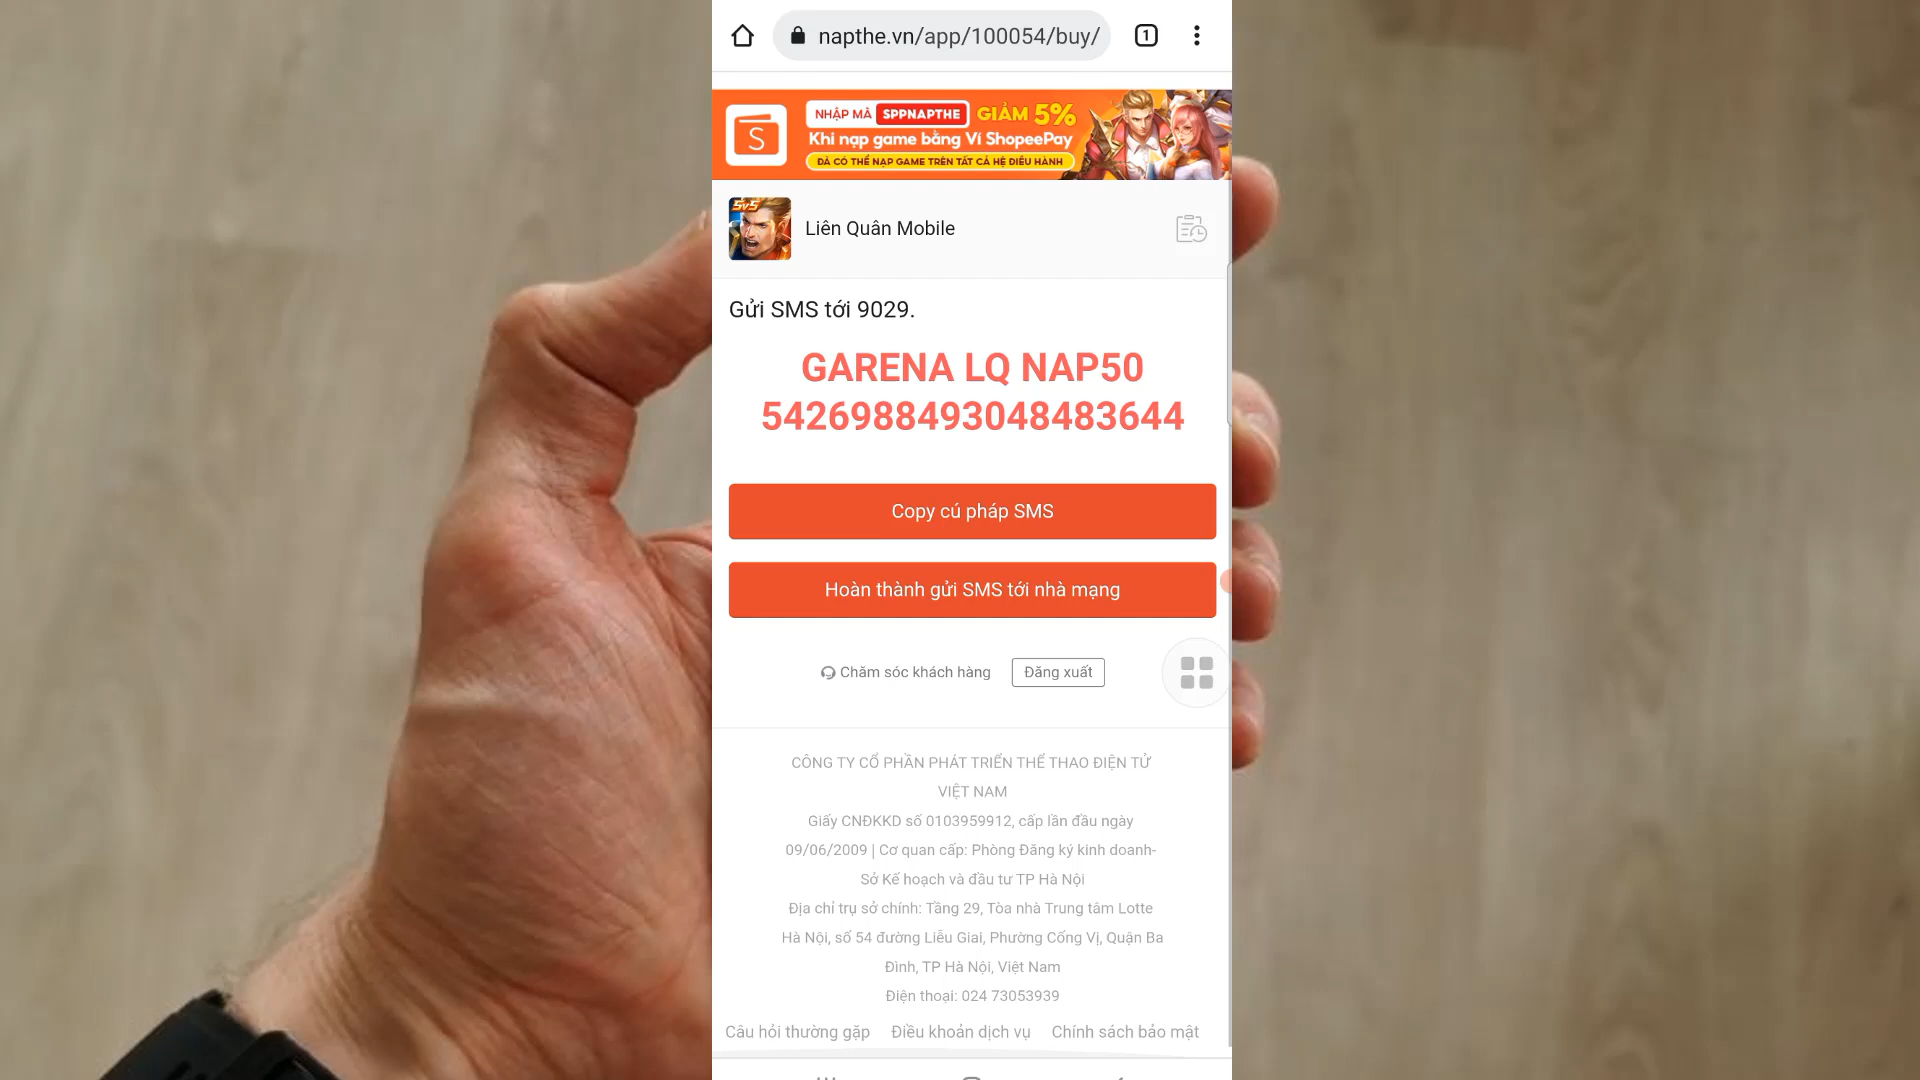 napthe.vn/app/100054/buy/
1
NHẬP MÃ SPPNAPTHE GIẢM 5%
S
Khi nạp game bằng Ví ShopeePay
ĐÃ CÓ THỂ NẠP GAME TRÊN TẤT CẢ HỆ ĐIỀU HÀNH
5v5
Liên Quân Mobile
Gửi SMS tới 9029.
GARENA LQ NAP50
5426988493048483644
Copy cú pháp SMS
Hoàn thành gửi SMS tới nhà mạng
Chăm sóc khách hàng
Đăng xuất
CÔNG TY CỔ PHẦN PHÁT TRIỂN THỂ THAO ĐIỆN TỬ
VIỆT NAM
Giấy CNĐKKD số 0103959912, cấp lần đầu ngày
09/06/2009 | Cơ quan cấp: Phòng Đăng ký kinh doanh-
Sở Kế hoạch và đầu tư TP Hà Nội
Địa chỉ trụ sở chính: Tầng 29, Tòa nhà Trung tâm Lotte
Hà Nội, số 54 đường Liễu Giai, Phường Cống Vị, Quận Ba
Đình, TP Hà Nội, Việt Nam
Điện thoại: 024 73053939
Câu hỏi thường gặp Điều khoản dịch vụ Chính sách bảo mật